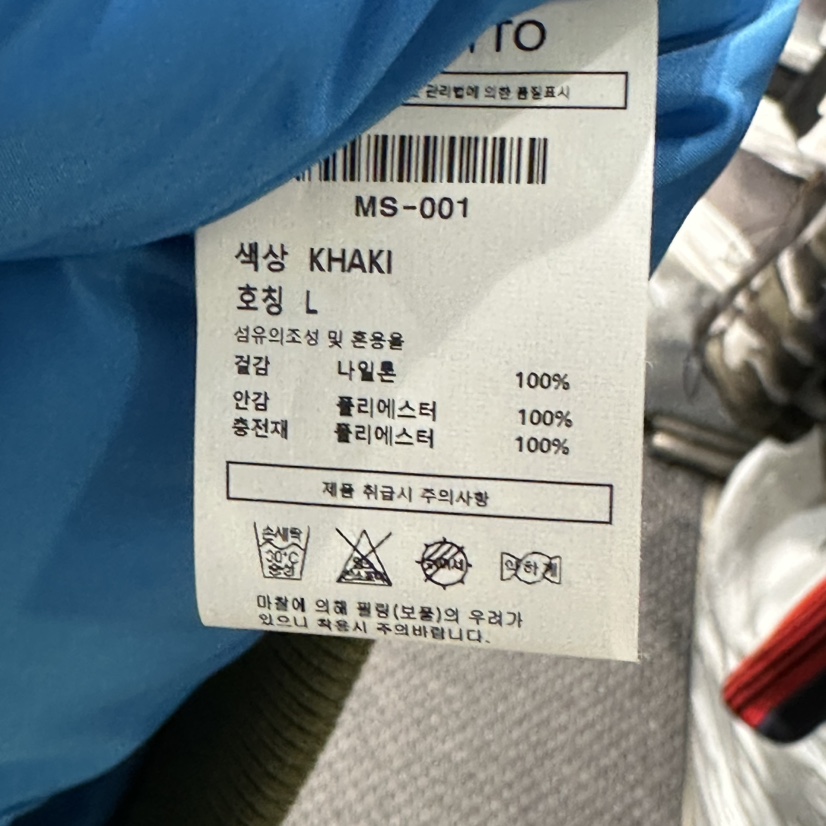 TO
관리법에 의한 품질표시
MS-001
색상 KHAKI
호칭 L
섬유의조성 및 혼용율
겉감 나일론 100%
안감 폴리에스터 100%
충전재 폴리에스터 100%
제품 취급시 주의사항
손세탁
30°C
중성
약하게
마찰에 의해 필링(보풀)의 우려가
있으니 착용시 주의바랍니다.